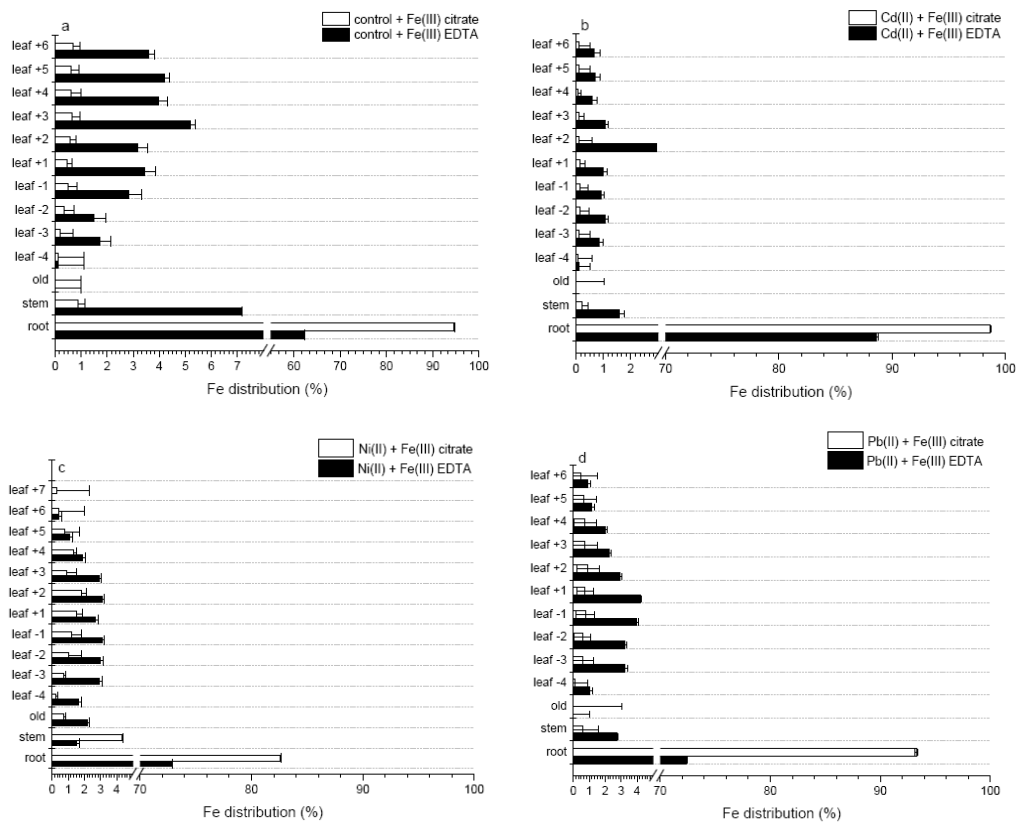 a
control + Fe(III) citrate
control + Fe(III) EDTA
leaf +6
leaf +5
leaf +4
leaf +3
leaf +2
leaf +1
leaf -1
leaf -2
leaf -3
leaf -4
old
stem
root
0 1 2 3 4 5 6 7 60 70 80 90 100
Fe distribution (%)
b
Cd(II) + Fe(III) citrate
Cd(II) + Fe(III) EDTA
leaf +6
leaf +5
leaf +4
leaf +3
leaf +2
leaf +1
leaf -1
leaf -2
leaf -3
leaf -4
old
stem
root
0 1 2 70 80 90 100
Fe distribution (%)
c
Ni(II) + Fe(III) citrate
Ni(II) + Fe(III) EDTA
leaf +7
leaf +6
leaf +5
leaf +4
leaf +3
leaf +2
leaf +1
leaf -1
leaf -2
leaf -3
leaf -4
old
stem
root
0 1 2 3 4 70 80 90 100
Fe distribution (%)
d
Pb(II) + Fe(III) citrate
Pb(II) + Fe(III) EDTA
leaf +6
leaf +5
leaf +4
leaf +3
leaf +2
leaf +1
leaf -1
leaf -2
leaf -3
leaf -4
old
stem
root
0 1 2 3 4 70 80 90 100
Fe distribution (%)